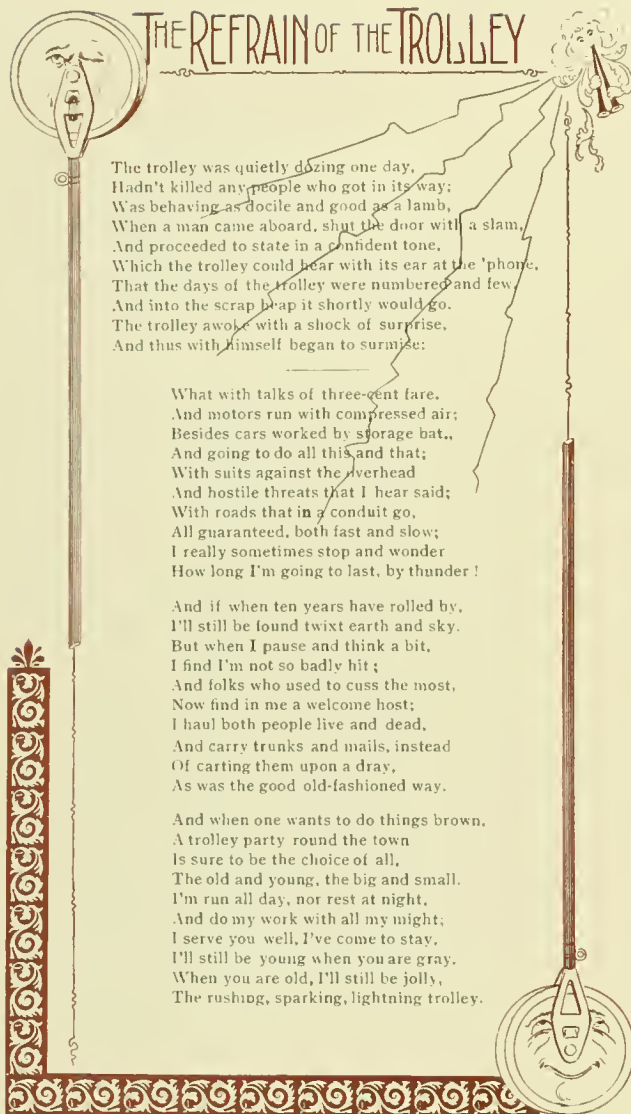 THE REFRAIN OF THE TROLLEY
The trolley was quietly dozing one day,
Hadn't killed any people who got in its way;
Was behaving as docile and good as a lamb,
When a man came aboard, shut the door with a slam,
And proceeded to state in a confident tone,
Which the trolley could hear with its ear at the 'phone,
That the days of the trolley were numbered and few,
And into the scrap heap it shortly would go.
The trolley awoke with a shock of surprise,
And thus with himself began to surmise:
What with talks of three-cent fare,
And motors run with compressed air;
Besides cars worked by storage bat.,
And going to do all this and that;
With suits against the overhead
And hostile threats that I hear said;
With roads that in a conduit go,
All guaranteed, both fast and slow;
I really sometimes stop and wonder
How long I'm going to last, by thunder !
And if when ten years have rolled by,
I'll still be found twixt earth and sky.
But when I pause and think a bit,
I find I'm not so badly hit ;
And folks who used to cuss the most,
Now find in me a welcome host;
I haul both people live and dead,
And carry trunks and mails, instead
Of carting them upon a dray,
As was the good old-fashioned way.
And when one wants to do things brown,
A trolley party round the town
Is sure to be the choice of all,
The old and young, the big and small.
I'm run all day, nor rest at night,
And do my work with all my might;
I serve you well, I've come to stay,
I'll still be young when you are gray.
When you are old, I'll still be jolly,
The rushing, sparking, lightning trolley.